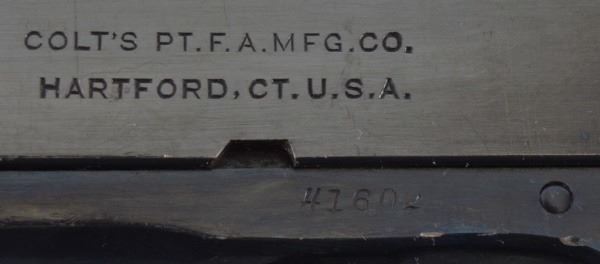 COLT'S PT.F.A.MFG.CO.
HARTFORD, CT.U.S.A.
41602